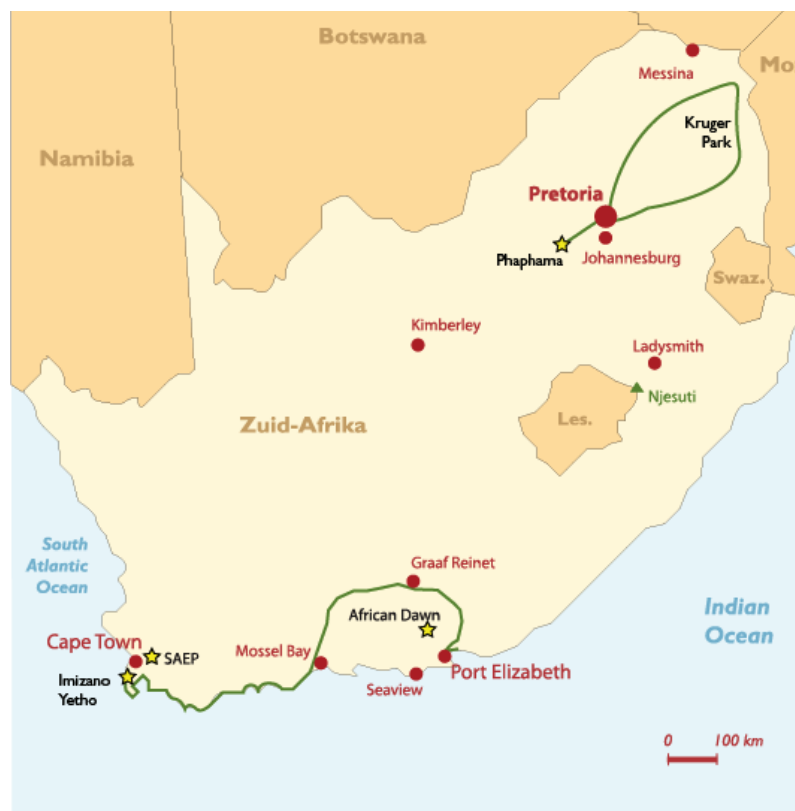 Botswana
Messina
Mo
Namibia
Kruger
Park
Pretoria
Phaphama
Johannesburg
Swaz.
Kimberley
Ladysmith
Njesuti
Zuid-Afrika
Les.
South
Atlantic
Ocean
Graaf Reinet
African Dawn
Indian
Ocean
Cape Town
SAEP
Mossel Bay
Port Elizabeth
Imizano
Yetho
Seaview
0 100 km